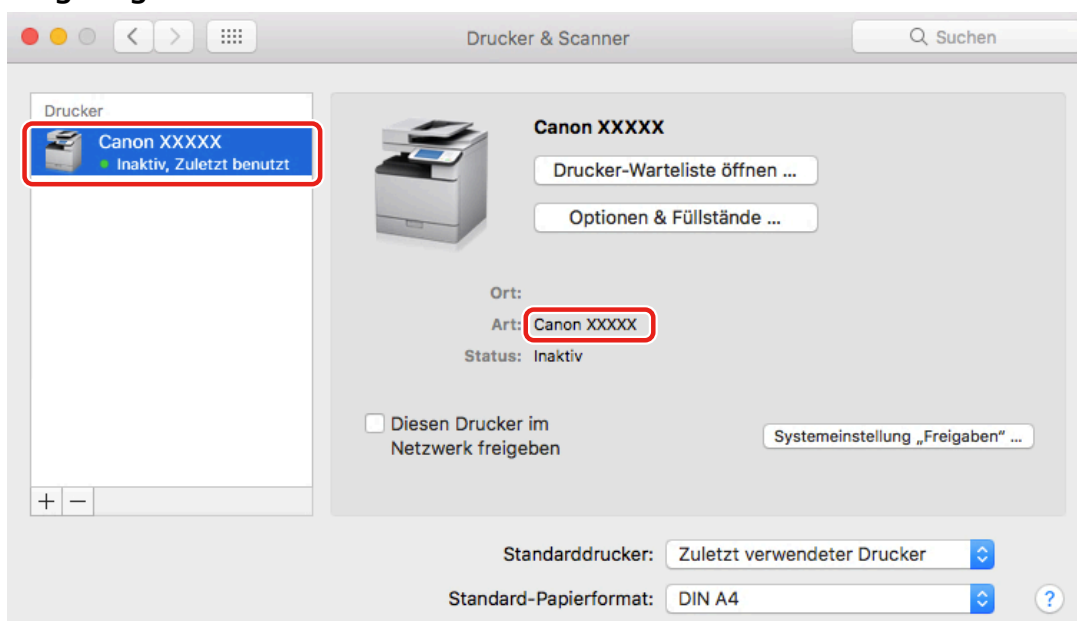 Drucker & Scanner
Suchen
Drucker
Canon XXXXX
Inaktiv, Zuletzt benutzt
Canon XXXXX
Drucker-Warteliste öffnen ...
Optionen & Füllstände ...
Ort:
Art: Canon XXXXX
Status: Inaktiv
Diesen Drucker im
Netzwerk freigeben
Systemeinstellung „Freigaben“ ...
+ −
Standarddrucker: Zuletzt verwendeter Drucker
Standard-Papierformat: DIN A4
?